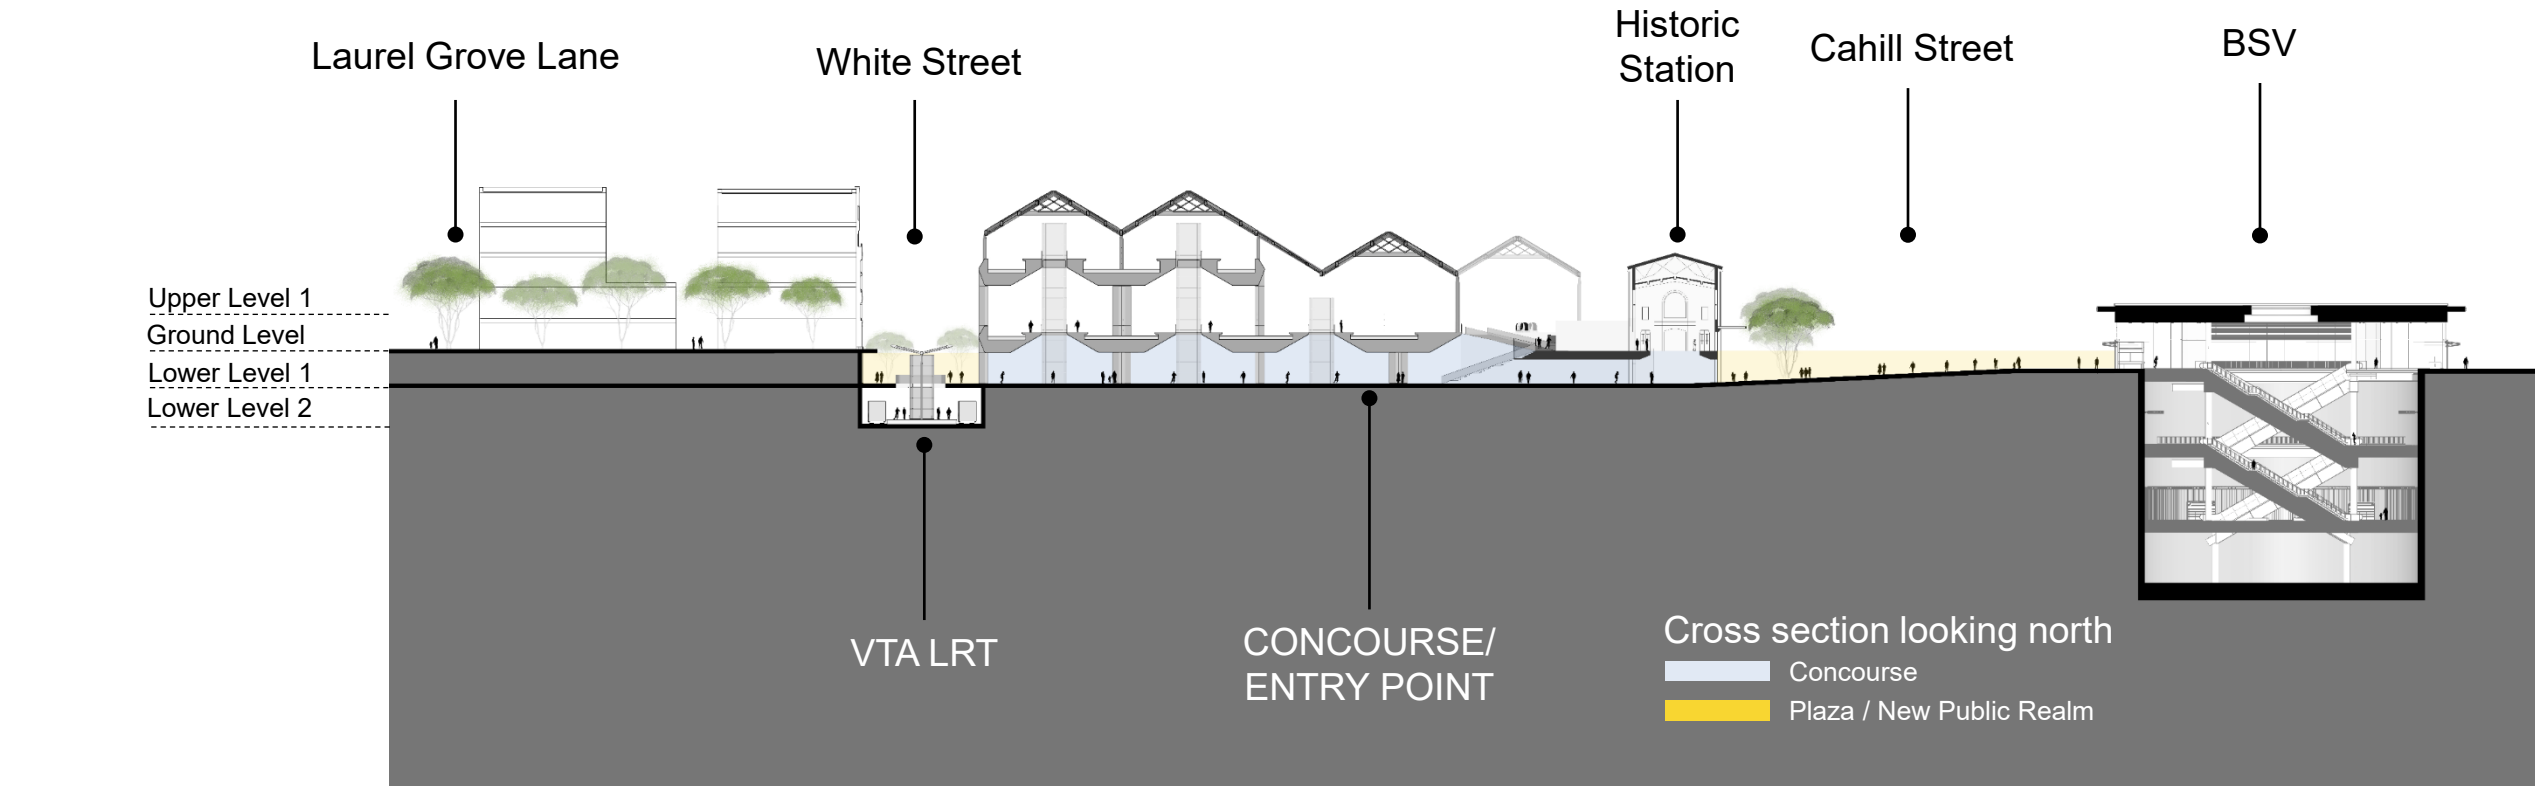 Laurel Grove Lane
White Street
Historic
Station
Cahill Street
BSV
Upper Level 1
Ground Level
Lower Level 1
Lower Level 2
VTA LRT
CONCOURSE/
ENTRY POINT
Cross section looking north
Concourse
Plaza / New Public Realm